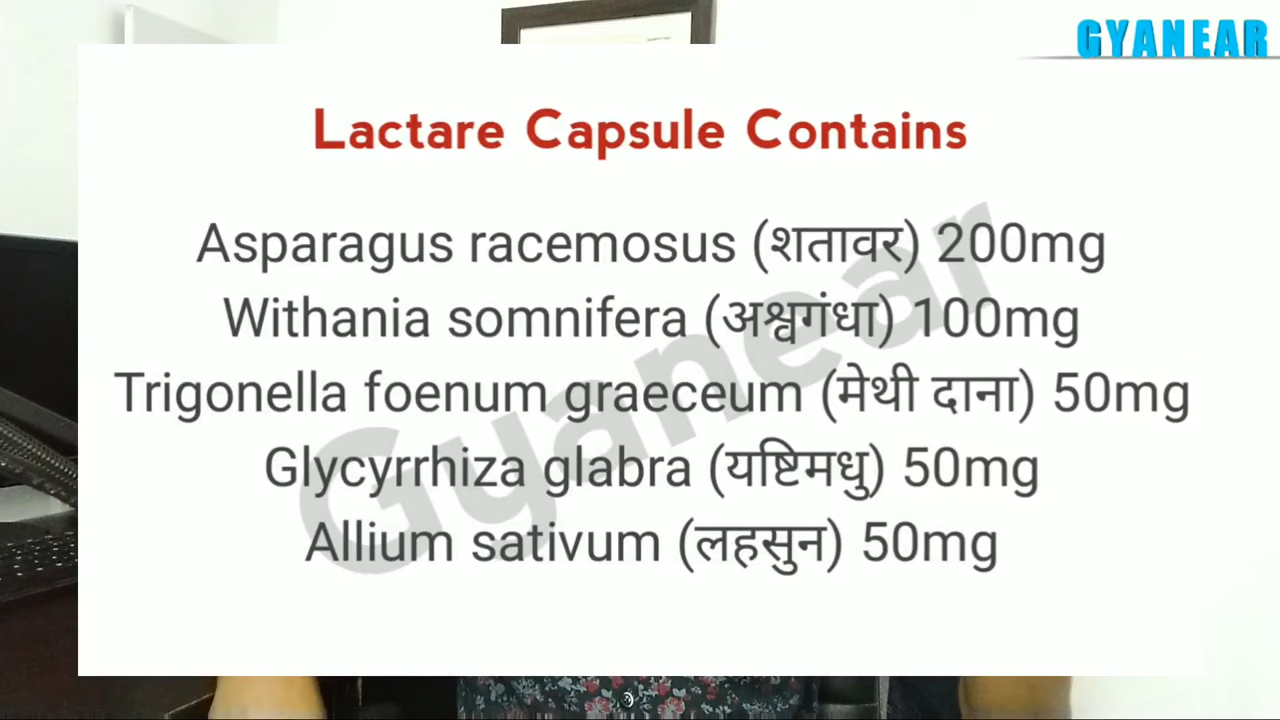 GYANEAR
Lactare Capsule Contains
Asparagus racemosus (शतावर) 200mg
Withania somnifera (अश्वगंधा) 100mg
Trigonella foenum graeceum (मेथी दाना) 50mg
Glycyrrhiza glabra (यष्टिमधु) 50mg
Allium sativum (लहसुन) 50mg
Gyanear